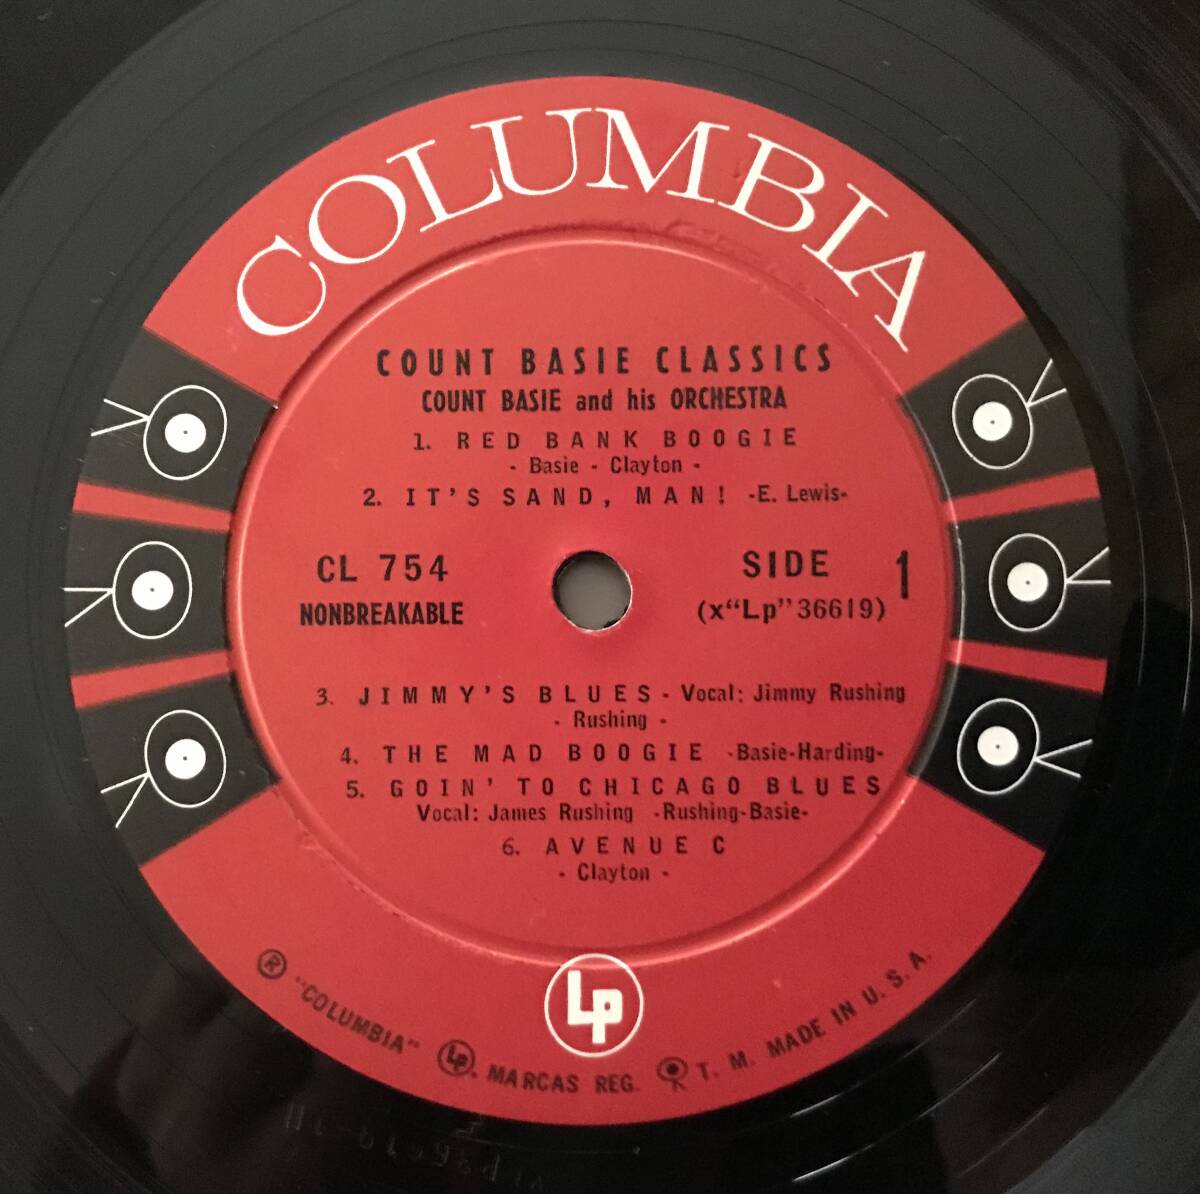 COLUMBIA
COUNT BASIE CLASSICS
COUNT BASIE and his ORCHESTRA
1. RED BANK BOOGIE
- Basie - Clayton -
2. IT'S SAND, MAN! -E. Lewis-
CL 754
NONBREAKABLE
SIDE 1
(x“Lp”36619)
3. JIMMY'S BLUES - Vocal: Jimmy Rushing
- Rushing -
4. THE MAD BOOGIE -Basie-Harding-
5. GOIN' TO CHICAGO BLUES
Vocal: James Rushing -Rushing-Basie-
6. AVENUE C
- Clayton -
Lp
® "COLUMBIA" Lp. MARCAS REG. T. M. MADE IN U. S. A.